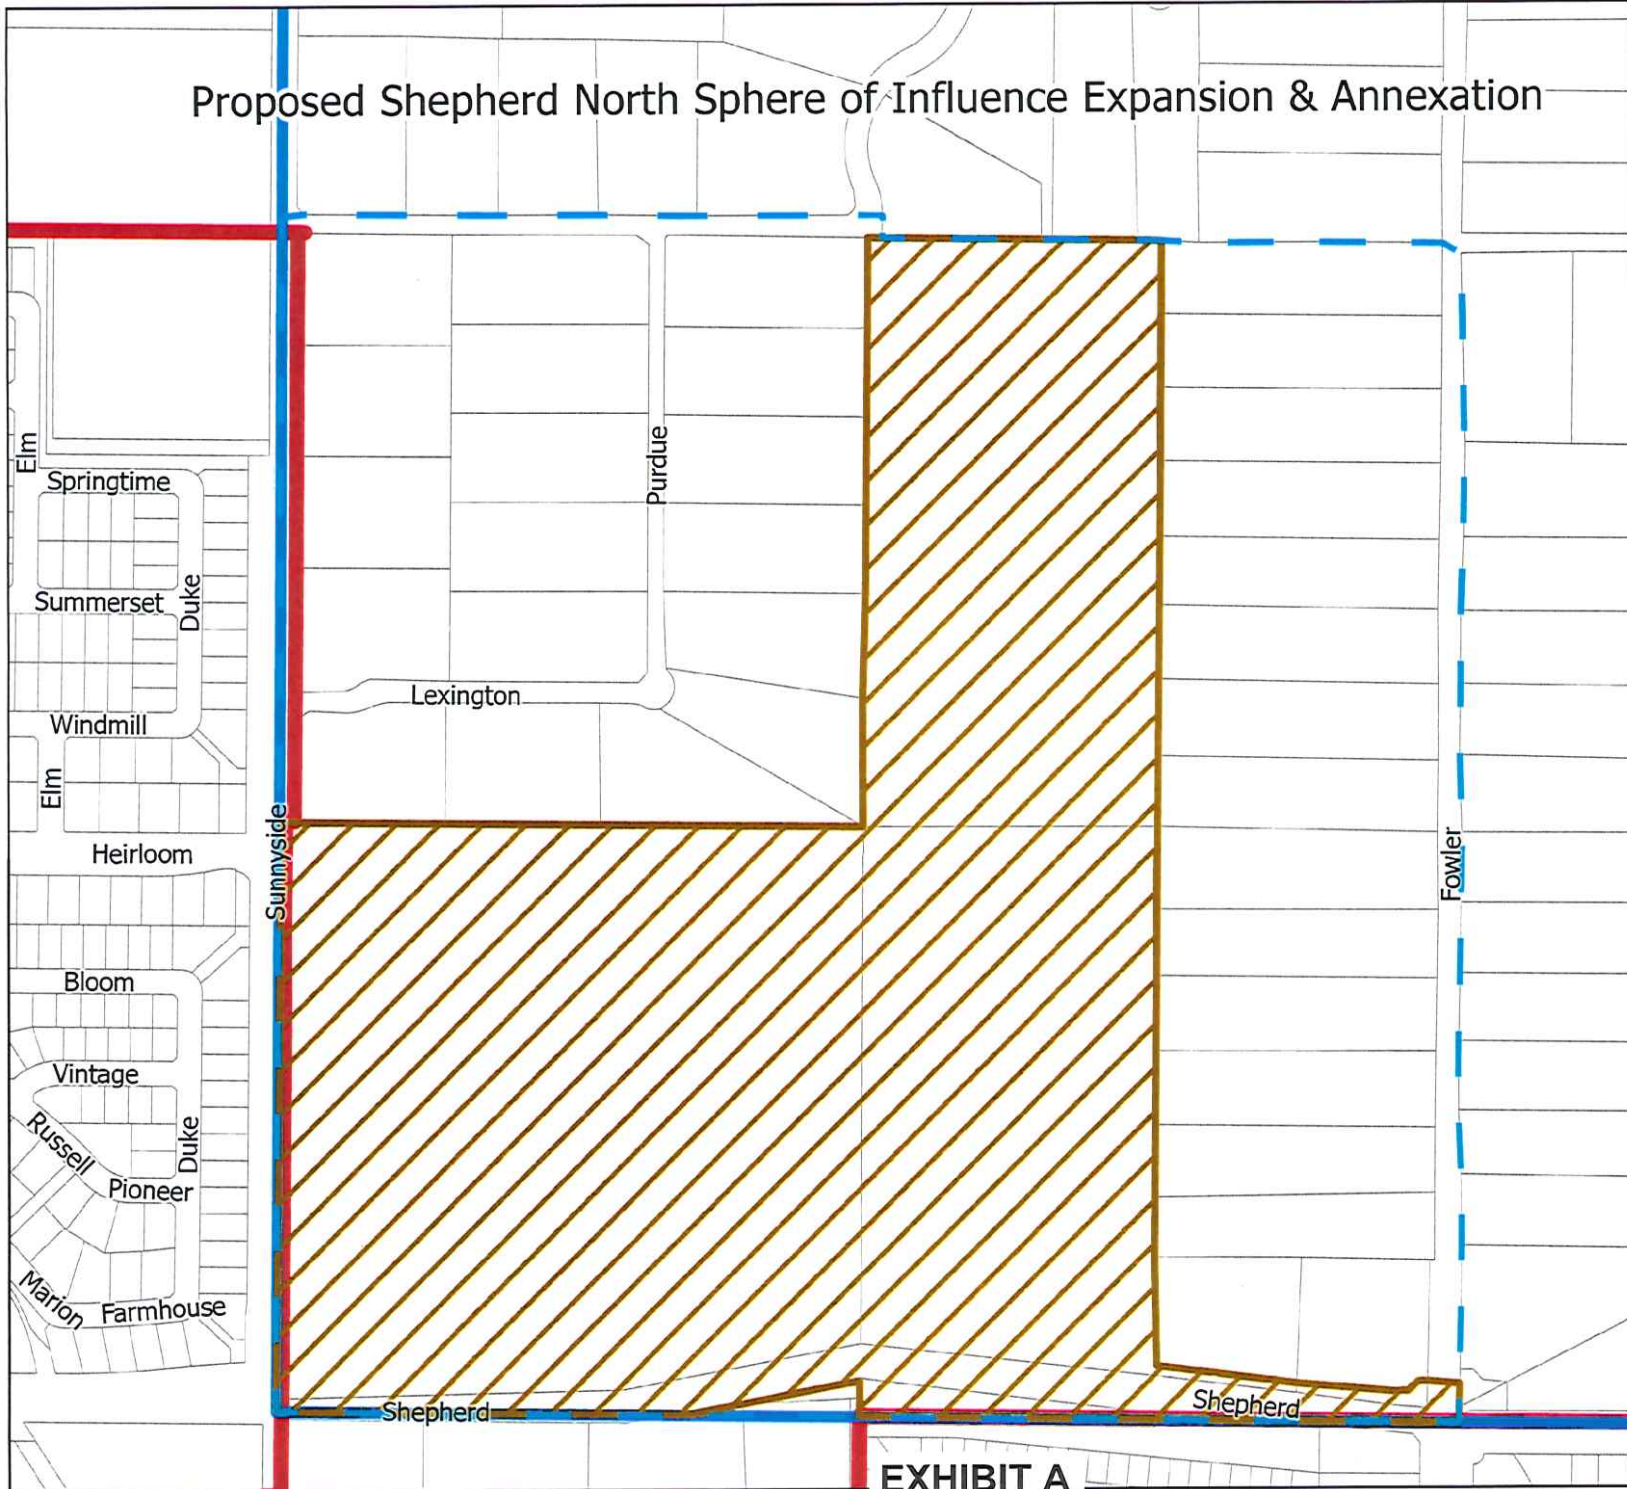 Proposed Shepherd North Sphere of Influence Expansion & Annexation
Elm
Springtime
Purdue
Duke
Summerset
Lexington
Windmill
Elm
Sunnyside
Heirloom
Fowler
Bloom
Vintage
Russell
Duke
Pioneer
Marion
Farmhouse
Shepherd
Shepherd
EXHIBIT A